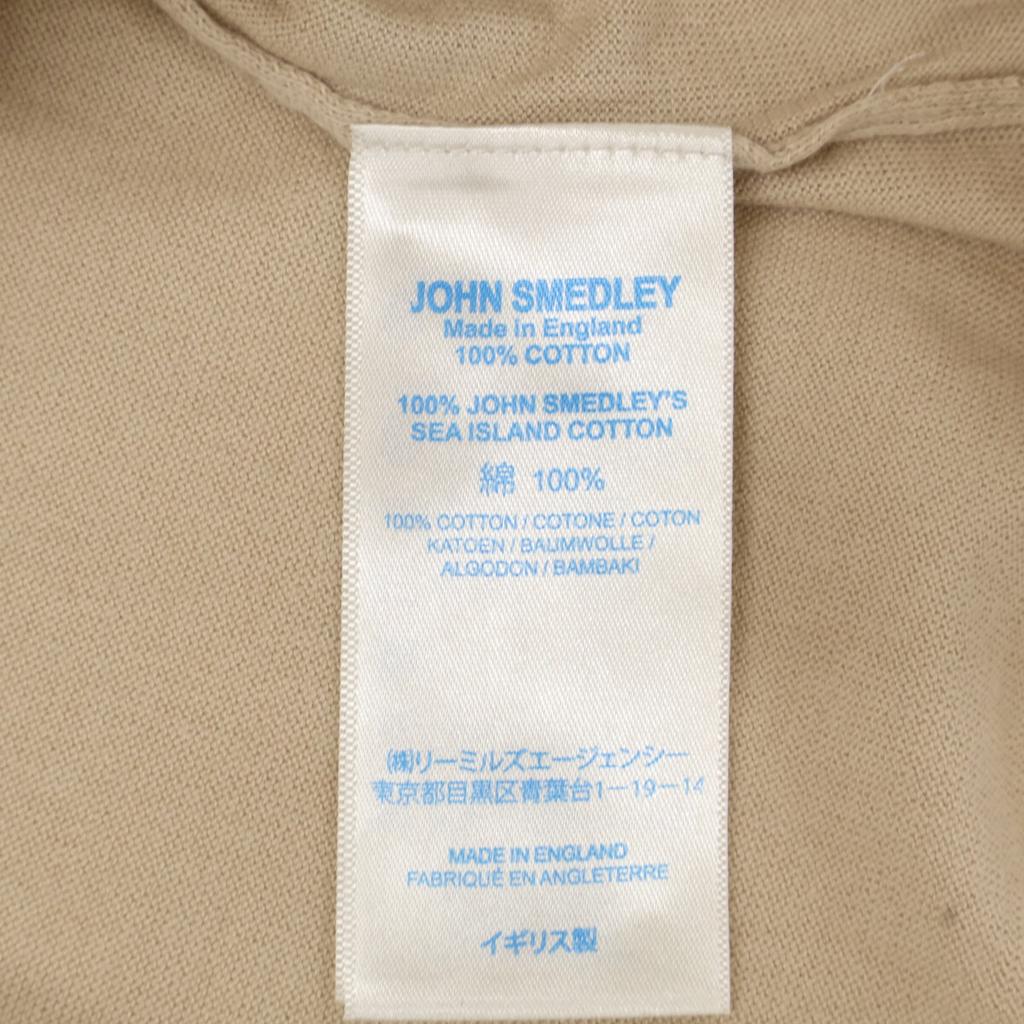 JOHN SMEDLEY
Made in England
100% COTTON
100% JOHN SMEDLEY'S
SEA ISLAND COTTON
綿 100%
100% COTTON / COTONE / COTON
KATOEN / BAUMWOLLE /
ALGODON / BAMBAKI
㈱リーミルズエージェンシー
東京都目黒区青葉台1－19－14
MADE IN ENGLAND
FABRIQUÉ EN ANGLETERRE
イギリス製